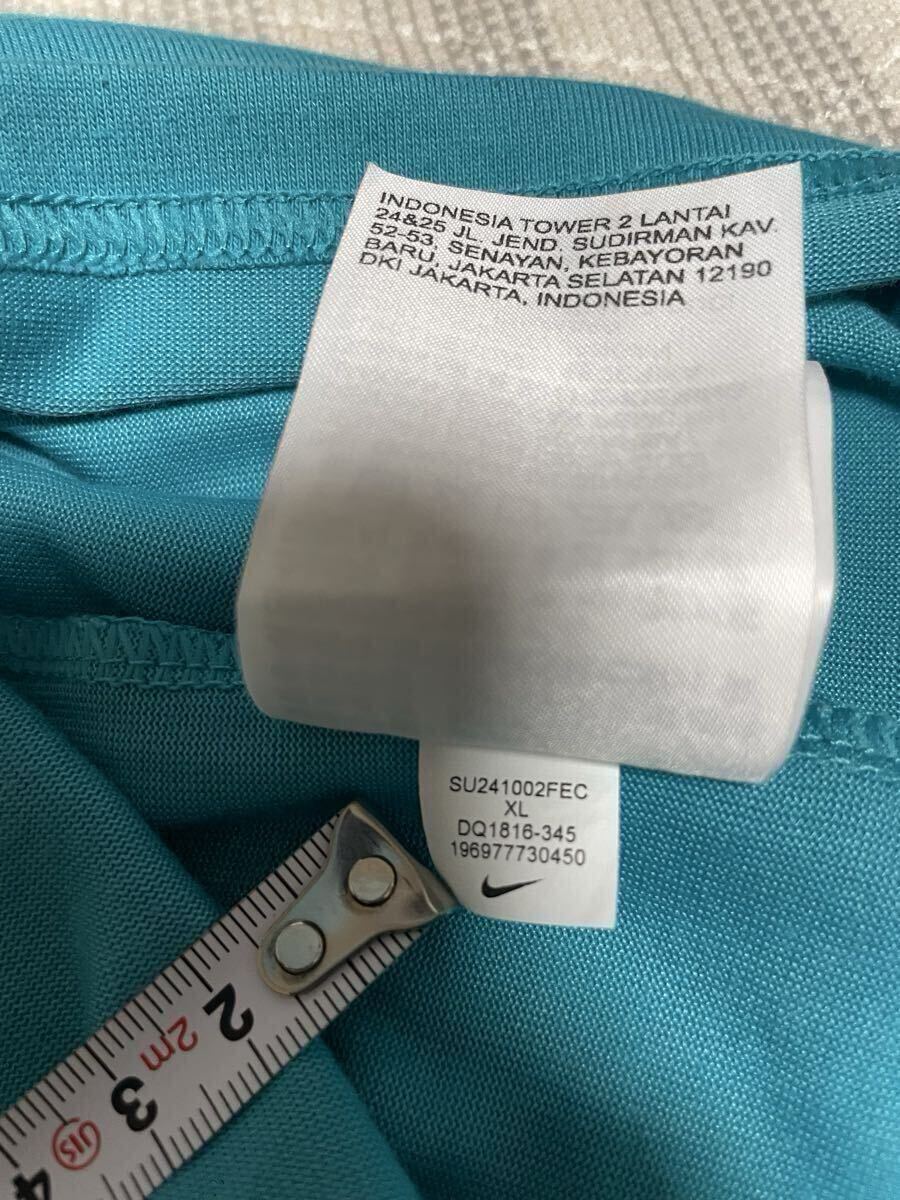 INDONESIA TOWER 2 LANTAI
24&25 JL. JEND. SUDIRMAN KAV.
52-53, SENAYAN, KEBAYORAN
BARU, JAKARTA SELATAN 12190
DKI JAKARTA, INDONESIA
SU241002FEC
XL
DQ1816-345
196977730450
2
2m
3
JIS
4